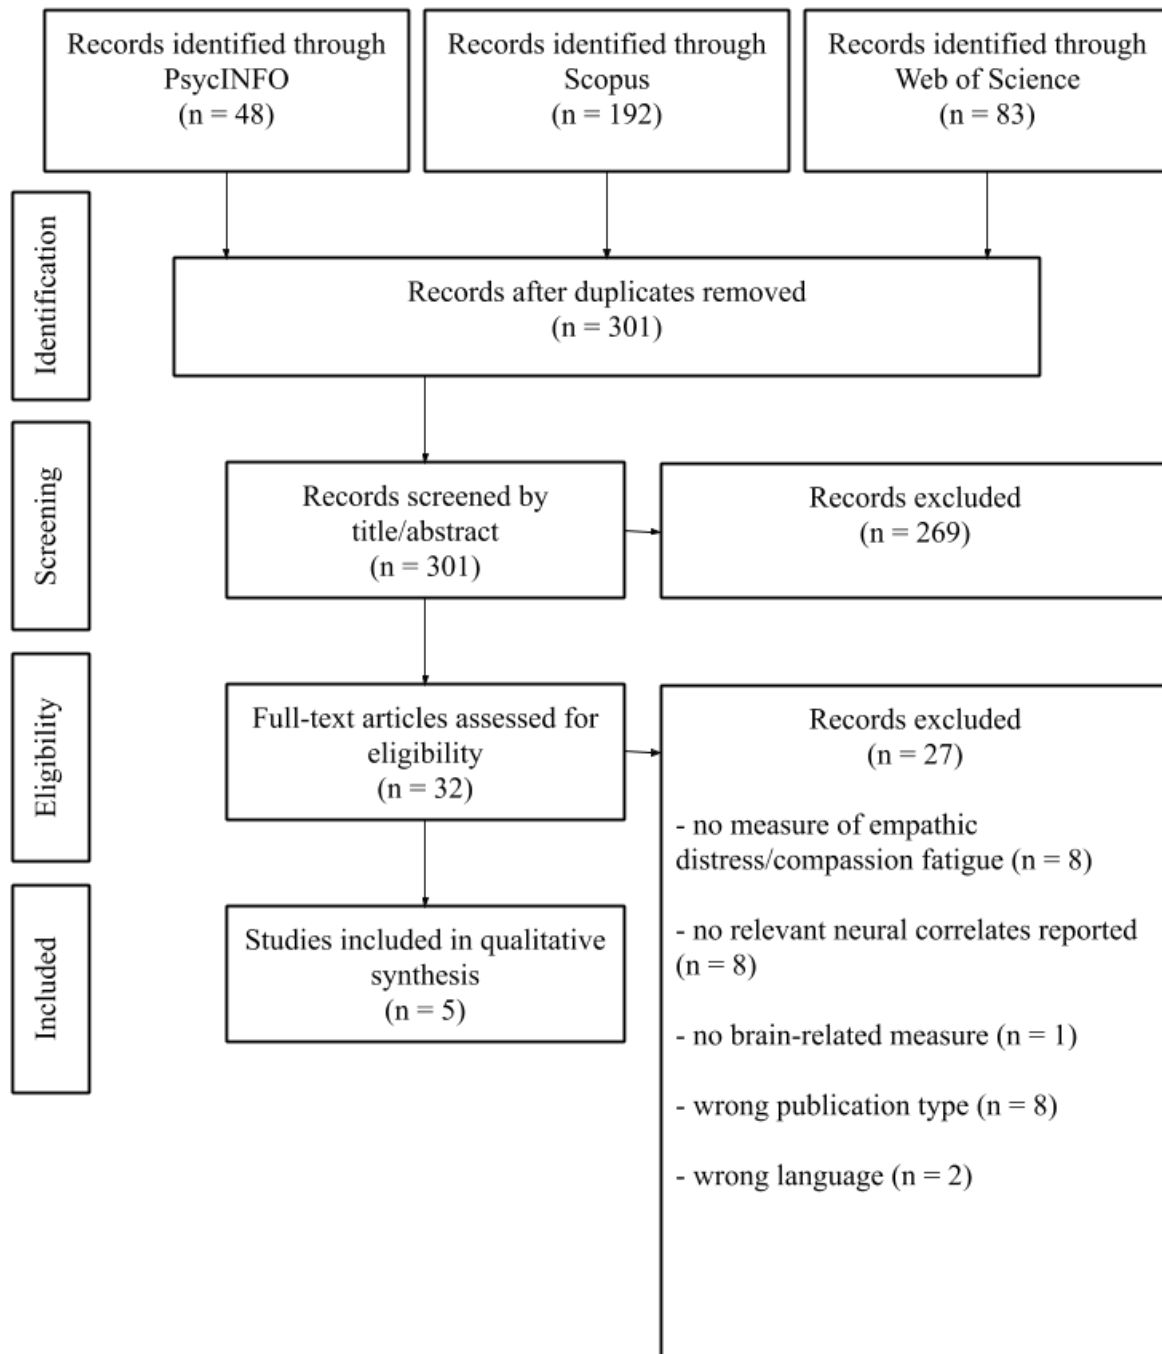 Records identified through
PsycINFO
(n = 48)
Records identified through
Scopus
(n = 192)
Records identified through
Web of Science
(n = 83)
Identification
Records after duplicates removed
(n = 301)
Screening
Records screened by
title/abstract
(n = 301)
Records excluded
(n = 269)
Eligibility
Full-text articles assessed for
eligibility
(n = 32)
Records excluded
(n = 27)
- no measure of empathic
distress/compassion fatigue (n = 8)
- no relevant neural correlates reported
(n = 8)
- no brain-related measure (n = 1)
- wrong publication type (n = 8)
- wrong language (n = 2)
Included
Studies included in qualitative
synthesis
(n = 5)